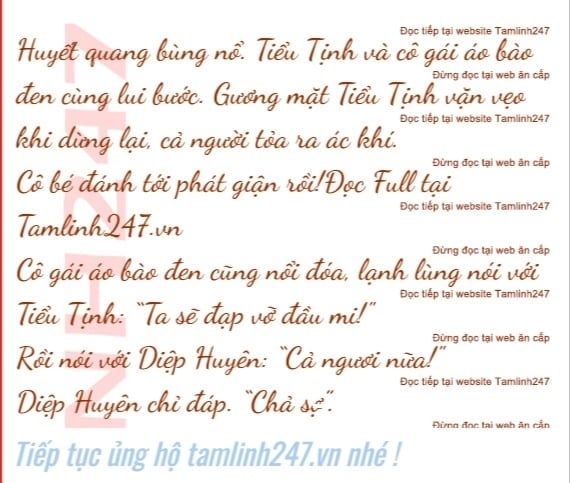 Đọc tiếp tại website Tamlinh247
Huyết quang bùng nổ. Tiểu Tịnh và cô gái áo bào
Đừng đọc tại web ăn cắp
đen cùng lui bước. Gương mặt Tiểu Tịnh vặn vẹo
Đọc tiếp tại website Tamlinh247
khi dừng lại, cả người tỏa ra ác khí.
Đừng đọc tại web ăn cắp
Cô bé đánh tới phát giận rồi!Đọc Full tại
Đọc tiếp tại website Tamlinh247
Tamlinh247.vn
Đừng đọc tại web ăn cắp
Cô gái áo bào đen cũng nổi đóa, lạnh lùng nói với
Đọc tiếp tại website Tamlinh247
Tiểu Tịnh: “Ta sẽ đạp vỡ đầu mi!”
Đừng đọc tại web ăn cắp
Rồi nói với Diệp Huyên: “Cả ngươi nữa!”
Đọc tiếp tại website Tamlinh247
Diệp Huyên chỉ đáp. “Chả sợ”.
Đừng đọc tại web ăn cắp
Tiếp tục ủng hộ tamlinh247.vn nhé !
NH247